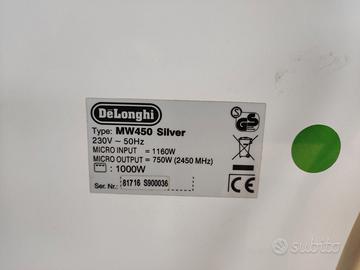 DeLonghi
Type: MW450 Silver
230V ~ 50Hz
MICRO INPUT = 1160W
MICRO OUTPUT = 750W (2450 MHz)
: 1000W
Ser. Nr.: 81716 S900036
S
GS
CE
subito